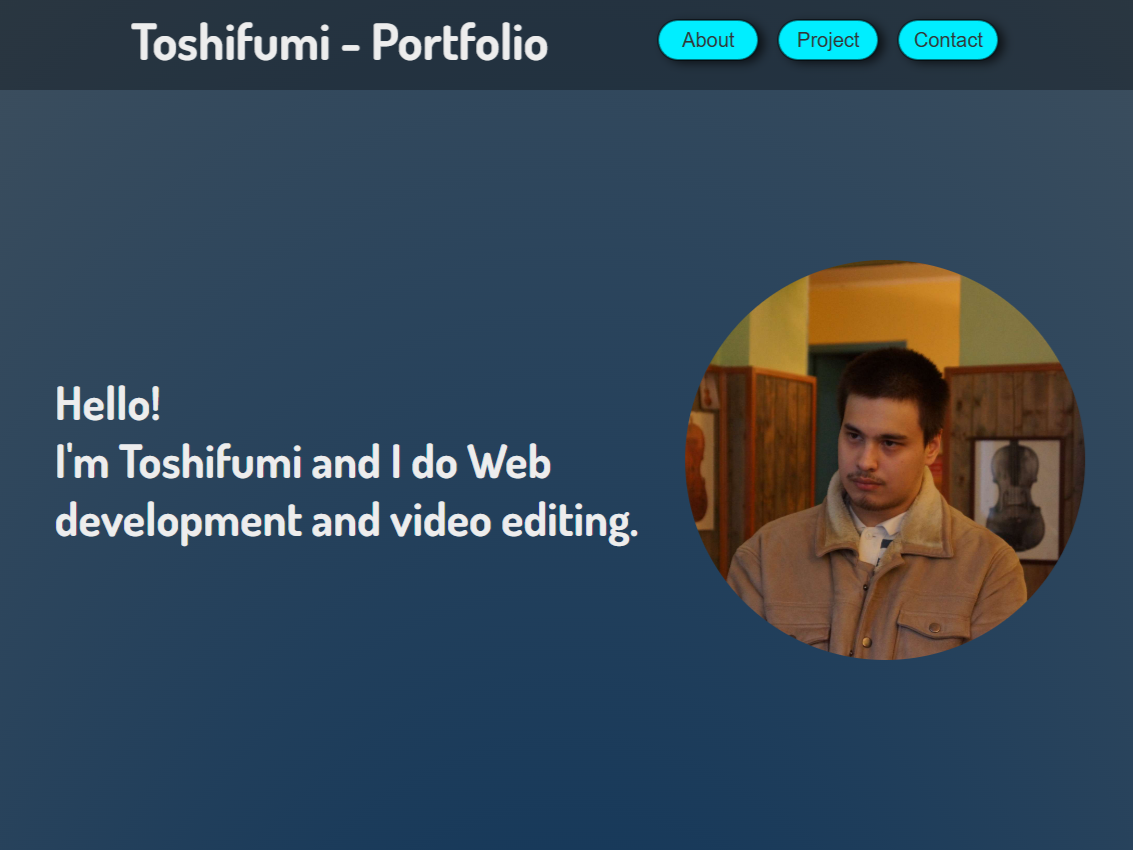 Toshifumi - Portfolio
About
Project
Contact
Hello!
I'm Toshifumi and I do Web
development and video editing.